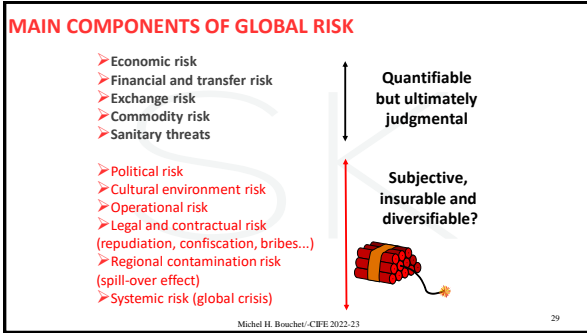 MAIN COMPONENTS OF GLOBAL RISK
➢Economic risk
➢Financial and transfer risk
➢Exchange risk
➢Commodity risk
➢Sanitary threats
Quantifiable
but ultimately
judgmental
➢Political risk
➢Cultural environment risk
➢Operational risk
➢Legal and contractual risk
(repudiation, confiscation, bribes...)
➢Regional contamination risk
(spill-over effect)
➢Systemic risk (global crisis)
Subjective,
insurable and
diversifiable?
SK
Michel H. Bouchet/-CIFE 2022-23
29